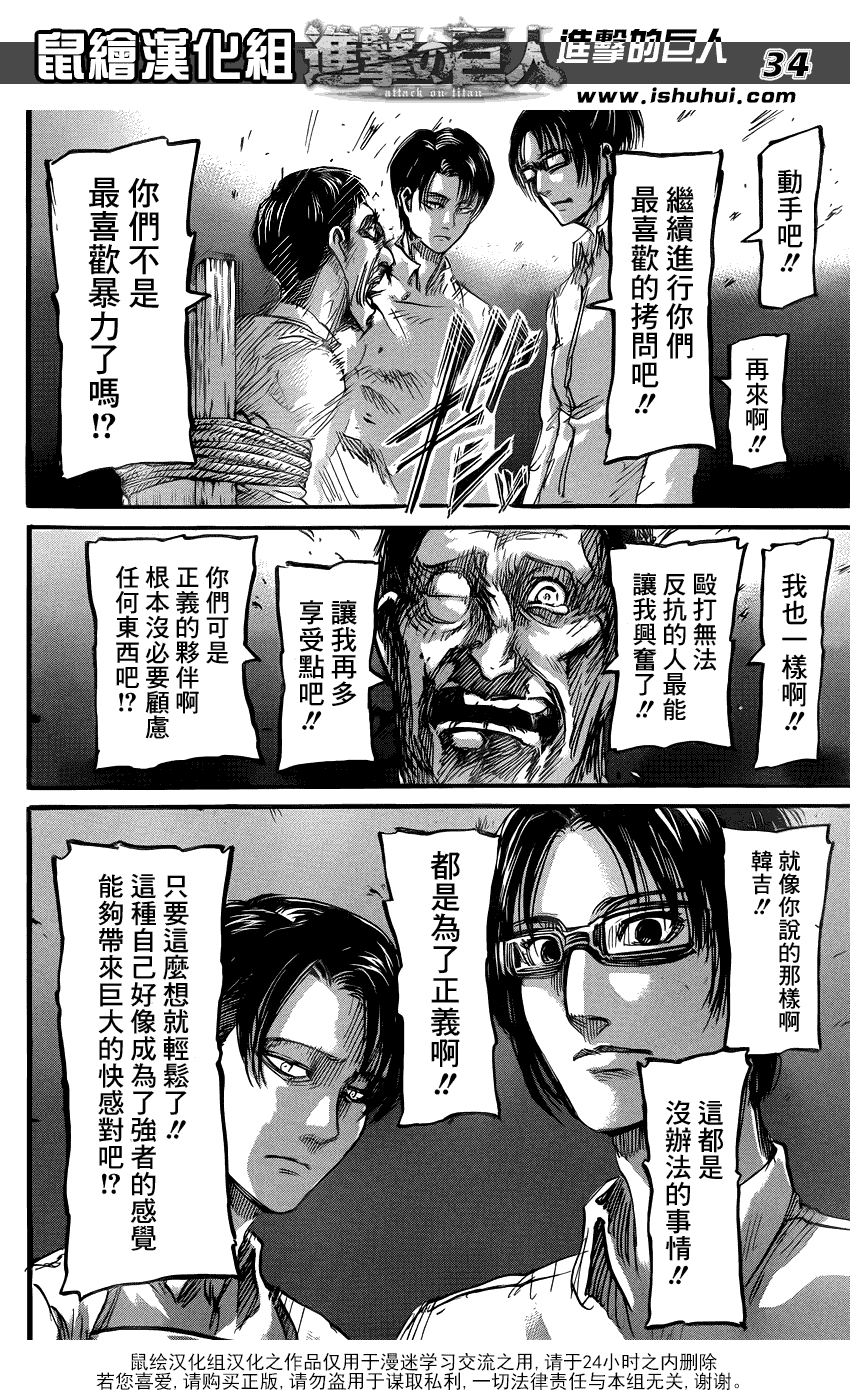 鼠繪漢化組
進擊の巨人
attack on titan
進擊的巨人
34
www.ishuhui.com
動手吧!!
繼續進行你們
最喜歡的拷問吧!!
再來啊!!
你們不是
最喜歡暴力了嗎!?
我也一樣啊!!
毆打無法
反抗的人最能
讓我興奮了!!
讓我再多
享受點吧!!
你們可是
正義的夥伴啊
根本沒必要顧慮
任何東西吧!?
就像你說的那樣啊
韓吉!!
這都是
沒辦法的事情!!
都是為了正義啊!!
只要這麼想就輕鬆了!!
這種自己好像成為了強者的感覺
能夠帶來巨大的快感對吧!?
鼠绘汉化组汉化之作品仅用于漫迷学习交流之用, 请于24小时之内删除
若您喜爱, 请购买正版, 请勿盗用于谋取私利, 一切法律责任与本组无关, 谢谢。